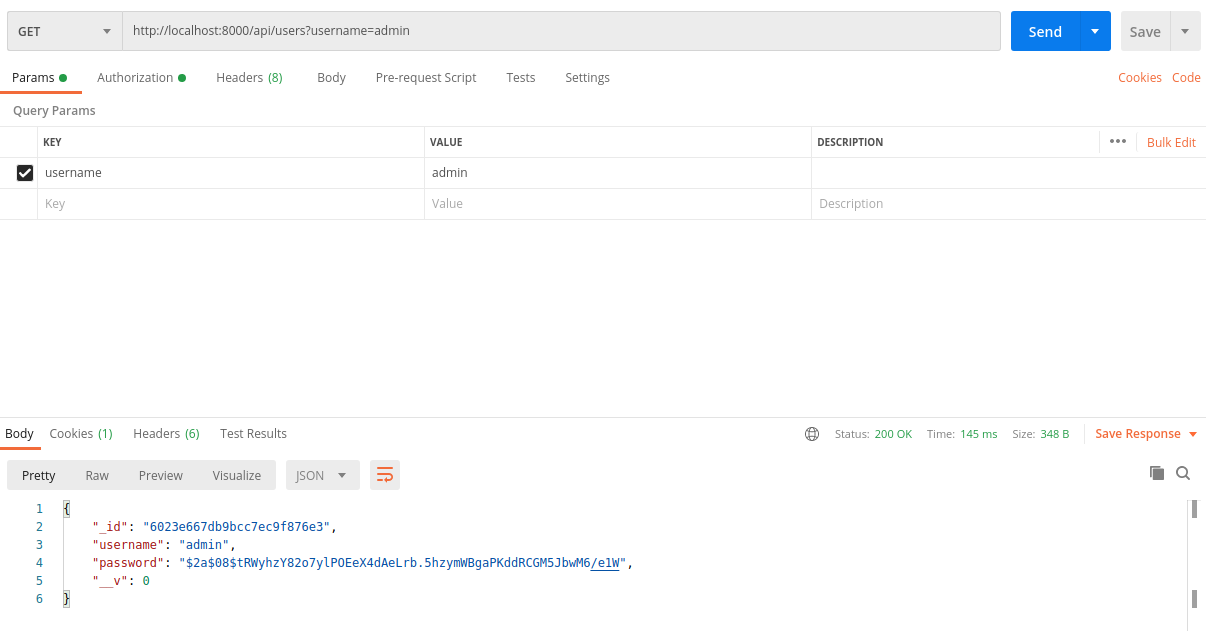 GET http://localhost:8000/api/users?username=admin Send Save
Params Authorization Headers (8) Body Pre-request Script Tests Settings Cookies Code
Query Params
KEY VALUE DESCRIPTION ••• Bulk Edit
username admin
Key Value Description
Body Cookies (1) Headers (6) Test Results Status: 200 OK Time: 145 ms Size: 348 B Save Response
Pretty Raw Preview Visualize JSON
1 {
2 "_id": "6023e667db9bcc7ec9f876e3",
3 "username": "admin",
4 "password": "$2a$08$tRWyhzY82o7ylPOEeX4dAeLrb.5hzymWBgaPKddRCGM5JbwM6/e1W",
5 "__v": 0
6 }